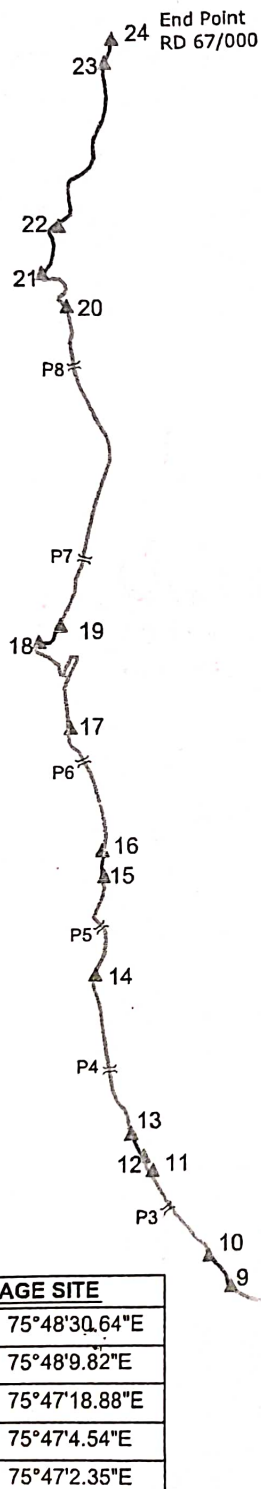 End Point
24 RD 67/000
23
22
21
20
P8
P7
19
18
17
P6
16
15
P5
14
P4
13
12 11
P3
10
9
AGE SITE
75°48'30.64"E
75°48'9.82"E
75°47'18.88"E
75°47'4.54"E
75°47'2.35"E